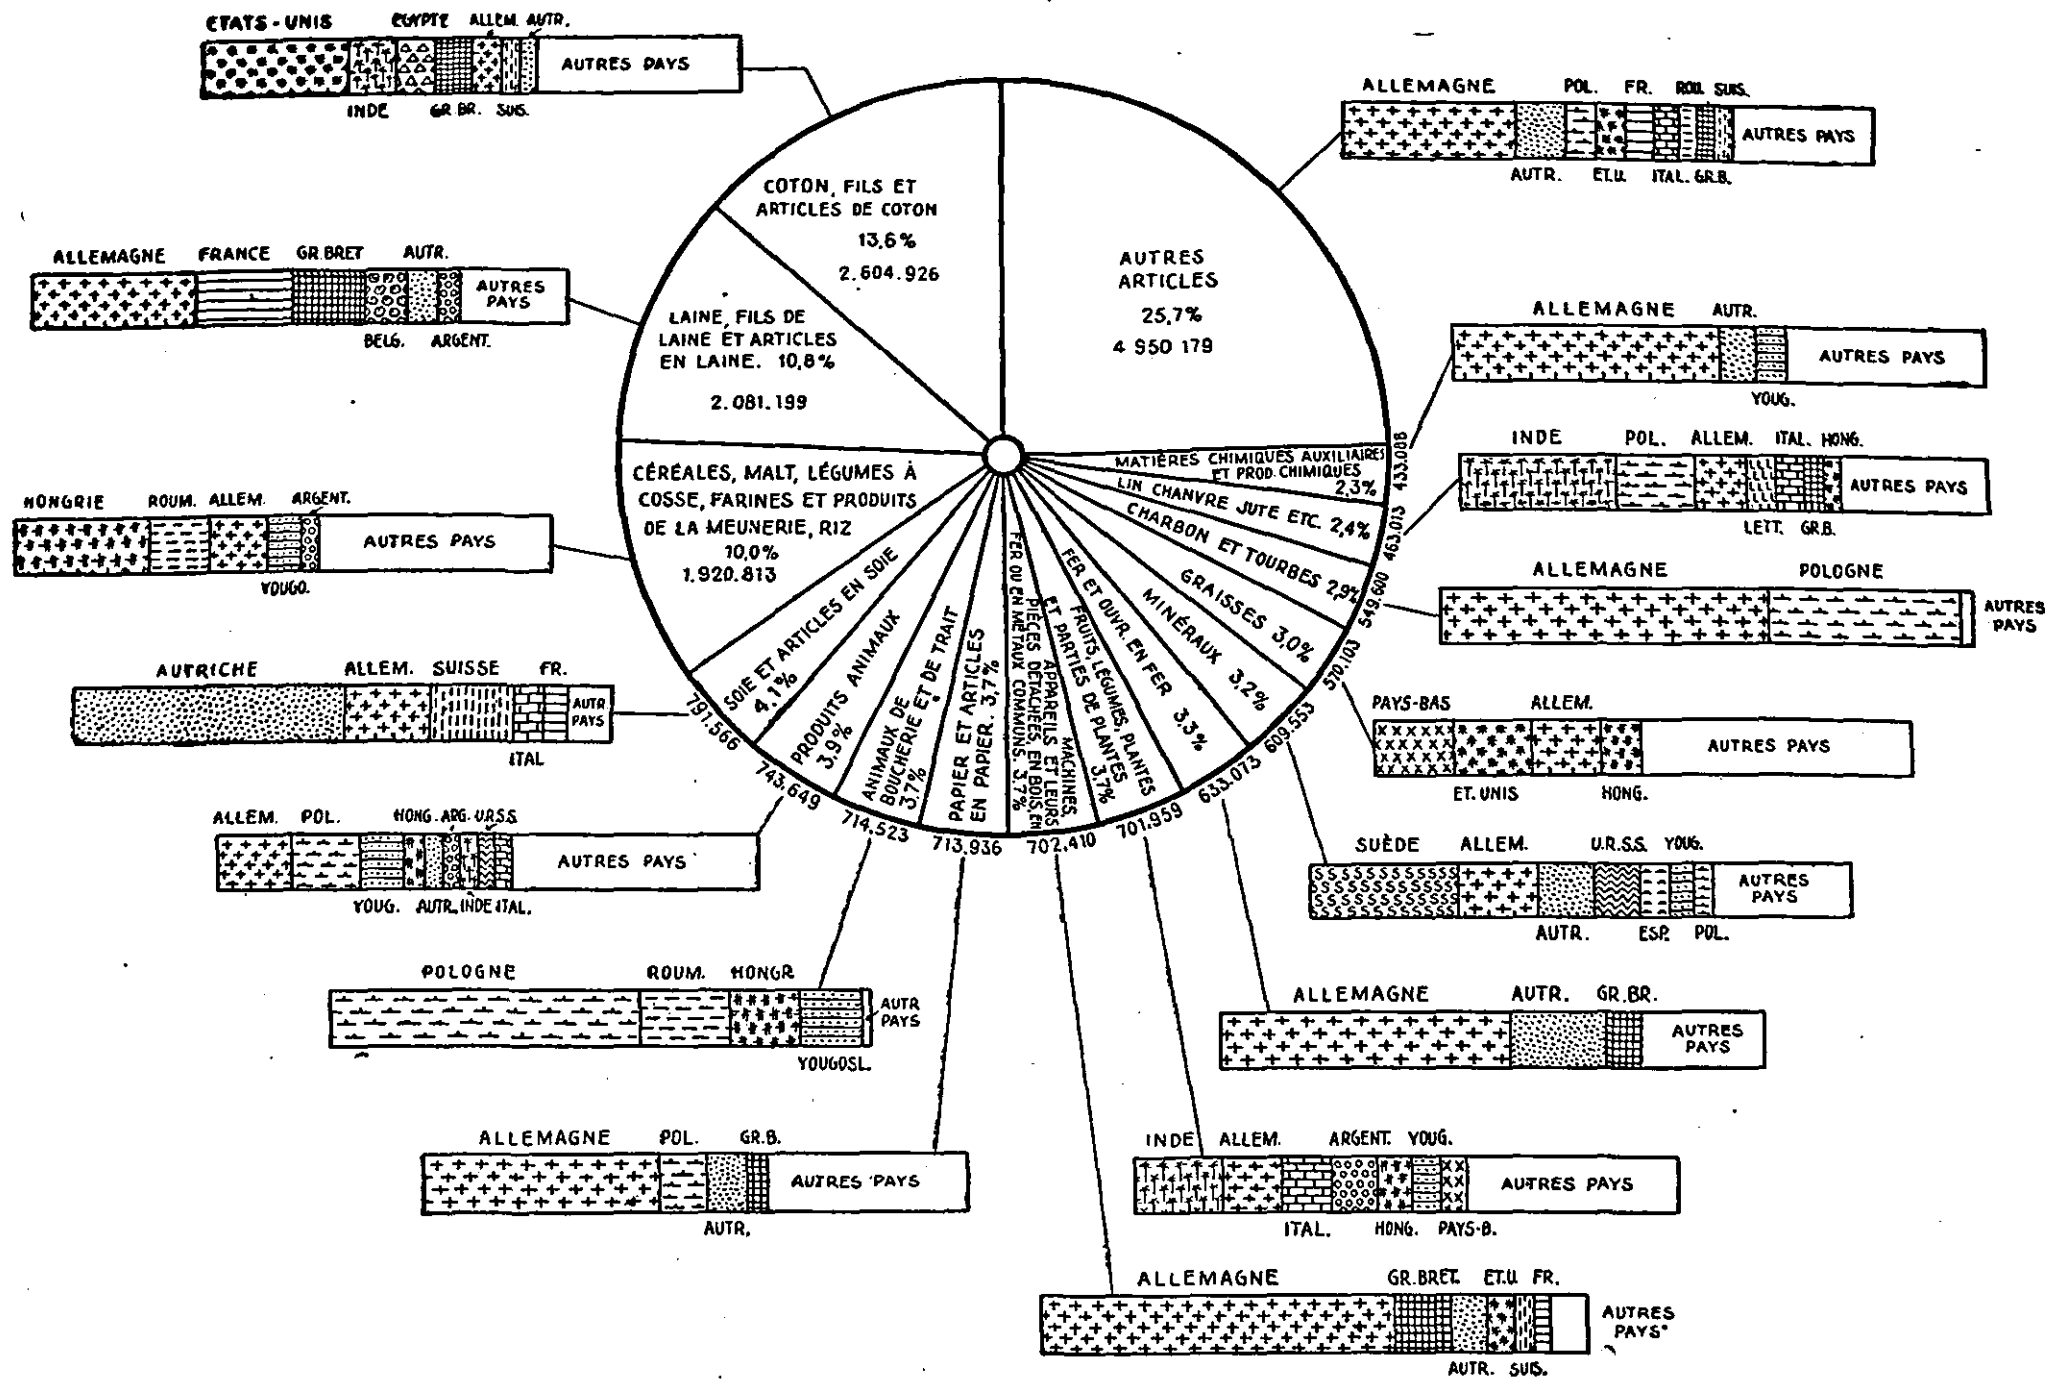 ETATS-UNIS EGYPTE ALLEM. AUTR.
AUTRES PAYS
INDE GR.BR. SUIS.
ALLEMAGNE FRANCE GR.BRET AUTR.
AUTRES
PAYS
BELG. ARGENT.
HONGRIE ROUM. ALLEM. ARGENT.
AUTRES PAYS
YOUGO.
AUTRICHE ALLEM. SUISSE FR.
AUTR
PAYS
ITAL
ALLEM. POL. HONG. ARG. U.R.S.S.
AUTRES PAYS
YOUG. AUTR. INDE ITAL.
POLOGNE ROUM. HONGR
AUTR
PAYS
YOUGOSL.
ALLEMAGNE POL. GR.B.
AUTRES PAYS
AUTR.
COTON, FILS ET
ARTICLES DE COTON
13,6%
2.604.926
LAINE, FILS DE
LAINE ET ARTICLES
EN LAINE. 10,8%
2.081.199
CÉRÉALES, MALT, LÉGUMES À
COSSE, FARINES ET PRODUITS
DE LA MEUNERIE, RIZ
10,0%
1.920.813
SOIE ET ARTICLES EN SOIE
4,1%
791.566
PRODUITS ANIMAUX
3.9%
743.649
ANIMAUX DE
BOUCHERIE ET DE TRAIT
3.7%
714.523
PAPIER ET ARTICLES
EN PAPIER. 3,7%
713,936
MACHINES,
APPAREILS ET LEURS
PIÈCES DÉTACHÉES EN BOIS, EN
FER OU EN MÉTAUX COMMUNS. 3.7%
702,410
FRUITS, LÉGUMES, PLANTES
ET PARTIES DE PLANTES
3.7%
701.959
FER ET OUVR. EN FER 3.3%
633.073
MINÉRAUX 3,2%
609.553
GRAISSES 3,0%
570.103
CHARBON ET TOURBES 2,9%
549.600
LIN CHANVRE JUTE ETC. 2,4%
463.013
MATIÈRES CHIMIQUES AUXILIAIRES
ET PROD. CHIMIQUES
2,3%
433.088
AUTRES
ARTICLES
25,7%
4 950 179
ALLEMAGNE POL. FR. ROU. SUIS.
AUTRES PAYS
AUTR. ET.U. ITAL. GR.B.
ALLEMAGNE AUTR.
AUTRES PAYS
YOUG.
INDE POL. ALLEM. ITAL. HONG.
AUTRES PAYS
LETT. GR.B.
ALLEMAGNE POLOGNE
AUTRES
PAYS
PAYS-BAS ALLEM.
AUTRES PAYS
ET. UNIS HONG.
SUÈDE ALLEM. U.R.S.S. YOUG.
AUTRES
PAYS
AUTR. ESP. POL.
ALLEMAGNE AUTR. GR.BR.
AUTRES
PAYS
INDE ALLEM. ARGENT. YOUG.
AUTRES PAYS
ITAL. HONG. PAYS-B.
ALLEMAGNE GR.BRET. ET.U FR.
AUTRES
PAYS
AUTR. SUIS.